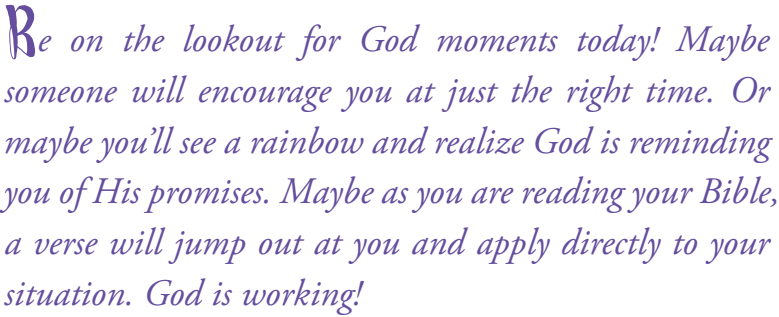 Be on the lookout for God moments today! Maybe
someone will encourage you at just the right time. Or
maybe you’ll see a rainbow and realize God is reminding
you of His promises. Maybe as you are reading your Bible,
a verse will jump out at you and apply directly to your
situation. God is working!